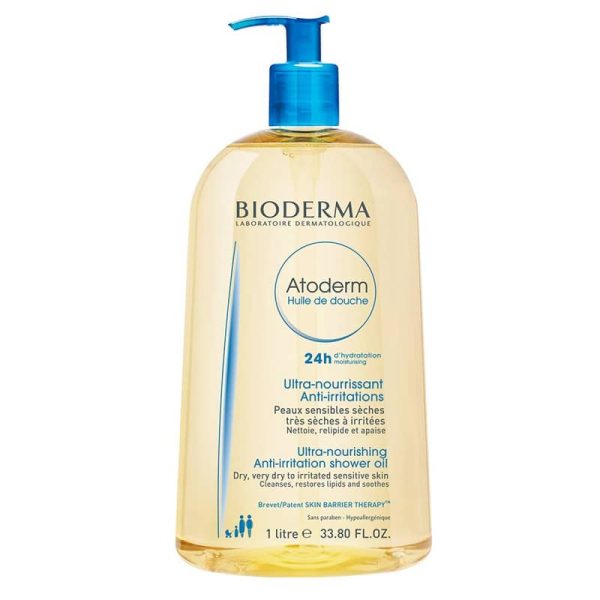 BIODERMA
LABORATOIRE DERMATOLOGIQUE
Atoderm
Huile de douche
24h d'hydratation
moisturising
Ultra-nourrissant
Anti-irritations
Peaux sensibles sèches
très sèches à irritées
Nettoie, relipide et apaise
Ultra-nourishing
Anti-irritation shower oil
Dry, very dry to irritated sensitive skin
Cleanses, restores lipids and soothes
Brevet/Patent SKIN BARRIER THERAPY™
Sans paraben - Hypoallergénique
1 litre e 33.80 FL.OZ.